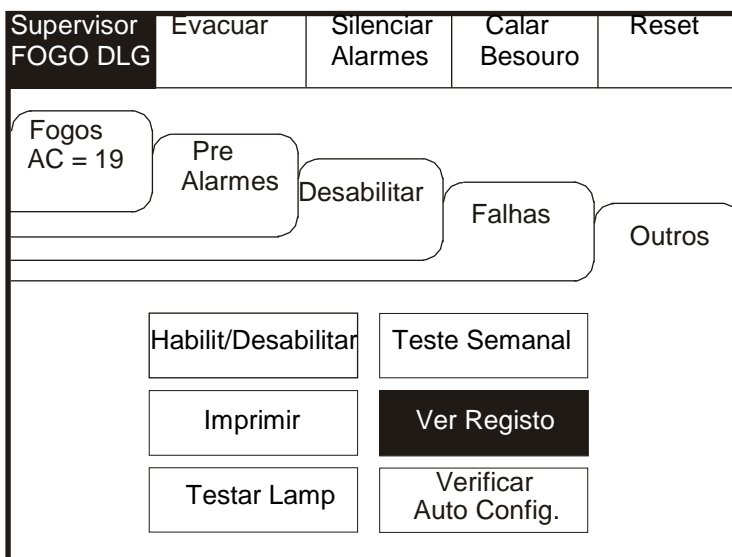 Supervisor
FOGO DLG
Evacuar
Silenciar
Alarmes
Calar
Besouro
Reset
Fogos
AC = 19
Pre
Alarmes
Desabilitar
Falhas
Outros
Habilit/Desabilitar
Teste Semanal
Imprimir
Ver Registo
Testar Lamp
Verificar
Auto Config.